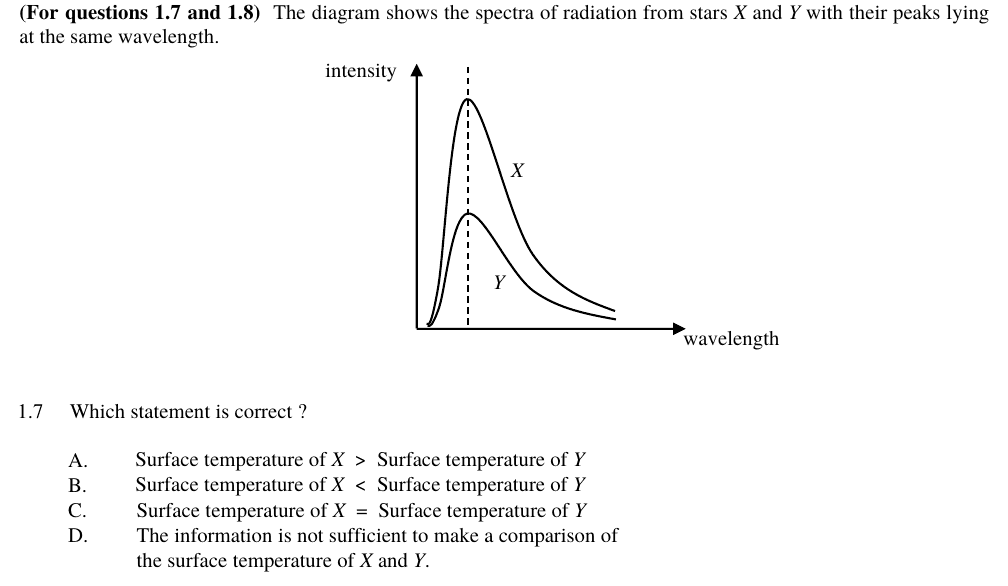 (For questions 1.7 and 1.8) The diagram shows the spectra of radiation from stars X and Y with their peaks lying
at the same wavelength.
intensity
X
Y
wavelength
1.7 Which statement is correct ?
A. Surface temperature of X > Surface temperature of Y
B. Surface temperature of X < Surface temperature of Y
C. Surface temperature of X = Surface temperature of Y
D. The information is not sufficient to make a comparison of
the surface temperature of X and Y.